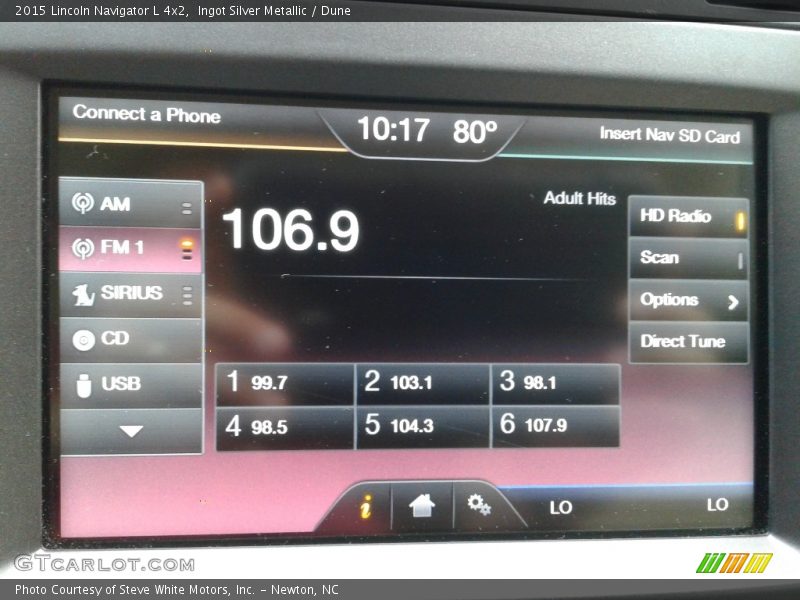 2015 Lincoln Navigator L 4x2,  Ingot Silver Metallic / Dune
Connect a Phone
10:17 80º
Insert Nav SD Card
AM
FM 1
SIRIUS
CD
USB
106.9
Adult Hits
HD Radio
Scan
Options
Direct Tune
1 99.7
2 103.1
3 98.1
4 98.5
5 104.3
6 107.9
i
LO
LO
GTCARLOT.COM
Photo Courtesy of Steve White Motors, Inc. – Newton, NC